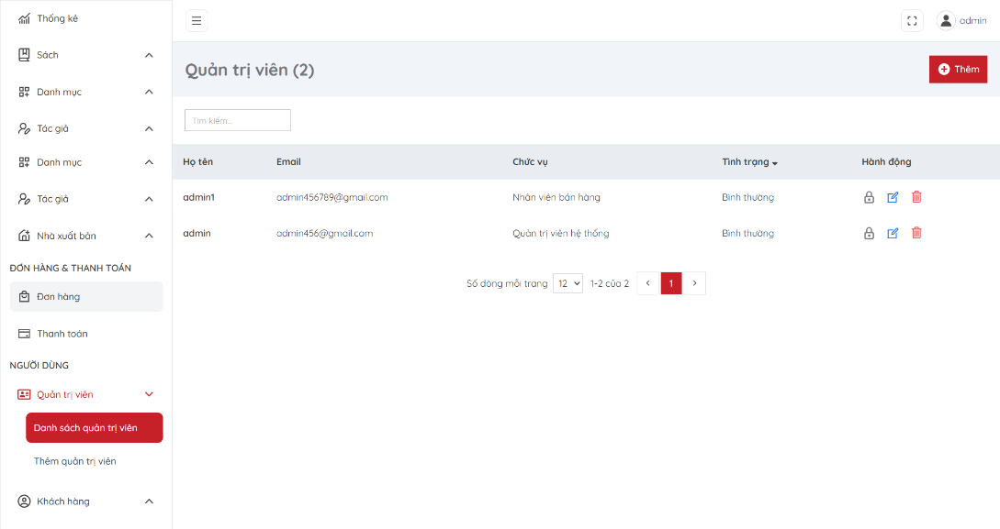 Thống kê
Sách
Danh mục
Tác giả
Danh mục
Tác giả
Nhà xuất bản
ĐƠN HÀNG & THANH TOÁN
Đơn hàng
Thanh toán
NGƯỜI DÙNG
Quản trị viên
Danh sách quản trị viên
Thêm quản trị viên
Khách hàng
admin
Quản trị viên (2)
Thêm
Tìm kiếm...
Họ tên Email Chức vụ Tình trạng Hành động
admin1 admin456789@gmail.com Nhân viên bán hàng Bình thường
admin admin456@gmail.com Quản trị viên hệ thống Bình thường
Số dòng mỗi trang 12 1-2 của 2 1